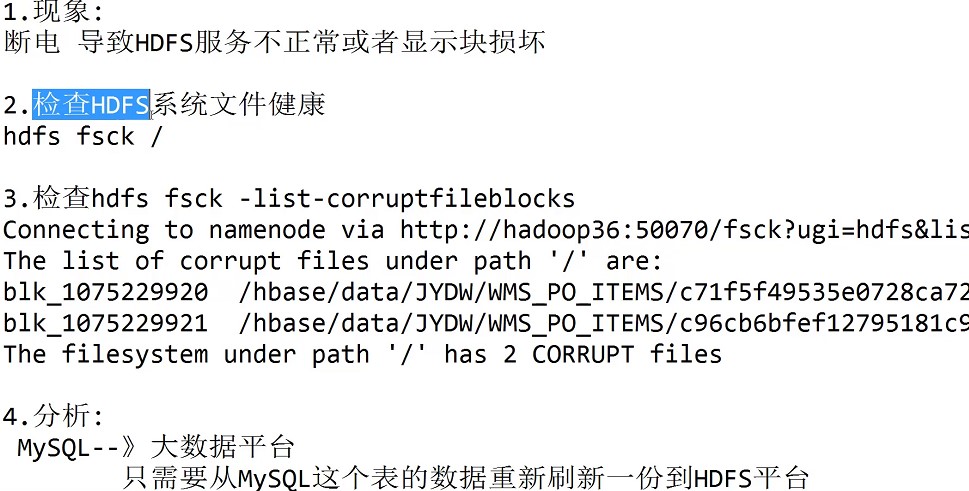 1.现象:
断电 导致HDFS服务不正常或者显示块损坏
2.检查HDFS系统文件健康
hdfs fsck /
3.检查hdfs fsck -list-corruptfileblocks
Connecting to namenode via http://hadoop36:50070/fsck?ugi=hdfs&lis
The list of corrupt files under path '/' are:
blk_1075229920  /hbase/data/JYDW/WMS_PO_ITEMS/c71f5f49535e0728ca72
blk_1075229921  /hbase/data/JYDW/WMS_PO_ITEMS/c96cb6bfef12795181c9
The filesystem under path '/' has 2 CORRUPT files
4.分析:
MySQL--》大数据平台
只需要从MySQL这个表的数据重新刷新一份到HDFS平台